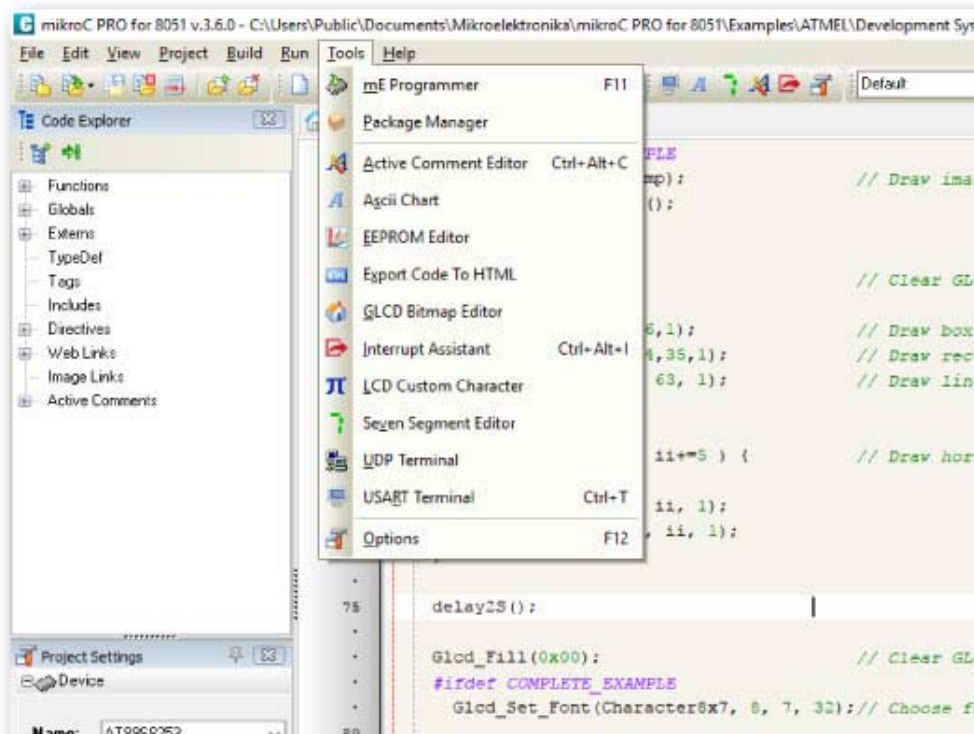 mikroC PRO for 8051 v.3.6.0 - C:\Users\Public\Documents\Mikroelektronika\mikroC PRO for 8051\Examples\ATMEL\Development Sys
File Edit View Project Build Run Tools Help
Default
Code Explorer
Functions
Globals
Externs
TypeDef
Tags
Includes
Directives
Web Links
Image Links
Active Comments
mE Programmer F11
Package Manager
Active Comment Editor Ctrl+Alt+C
Ascii Chart
EEPROM Editor
Export Code To HTML
GLCD Bitmap Editor
Interrupt Assistant Ctrl+Alt+I
LCD Custom Character
Seven Segment Editor
UDP Terminal
USART Terminal Ctrl+T
Options F12
PLE
mp); // Draw ima
();
// Clear GL
6,1); // Draw box
4,35,1); // Draw rec
63, 1); // Draw lin
ii+=5 ) { // Draw hor
ii, 1);
, ii, 1);
75 delay2S();
Glcd_Fill(0x00); // Clear GL
#ifdef COMPLETE_EXAMPLE
Glcd_Set_Font(Character8x7, 8, 7, 32);// Choose f
80
Project Settings
Device
Name: